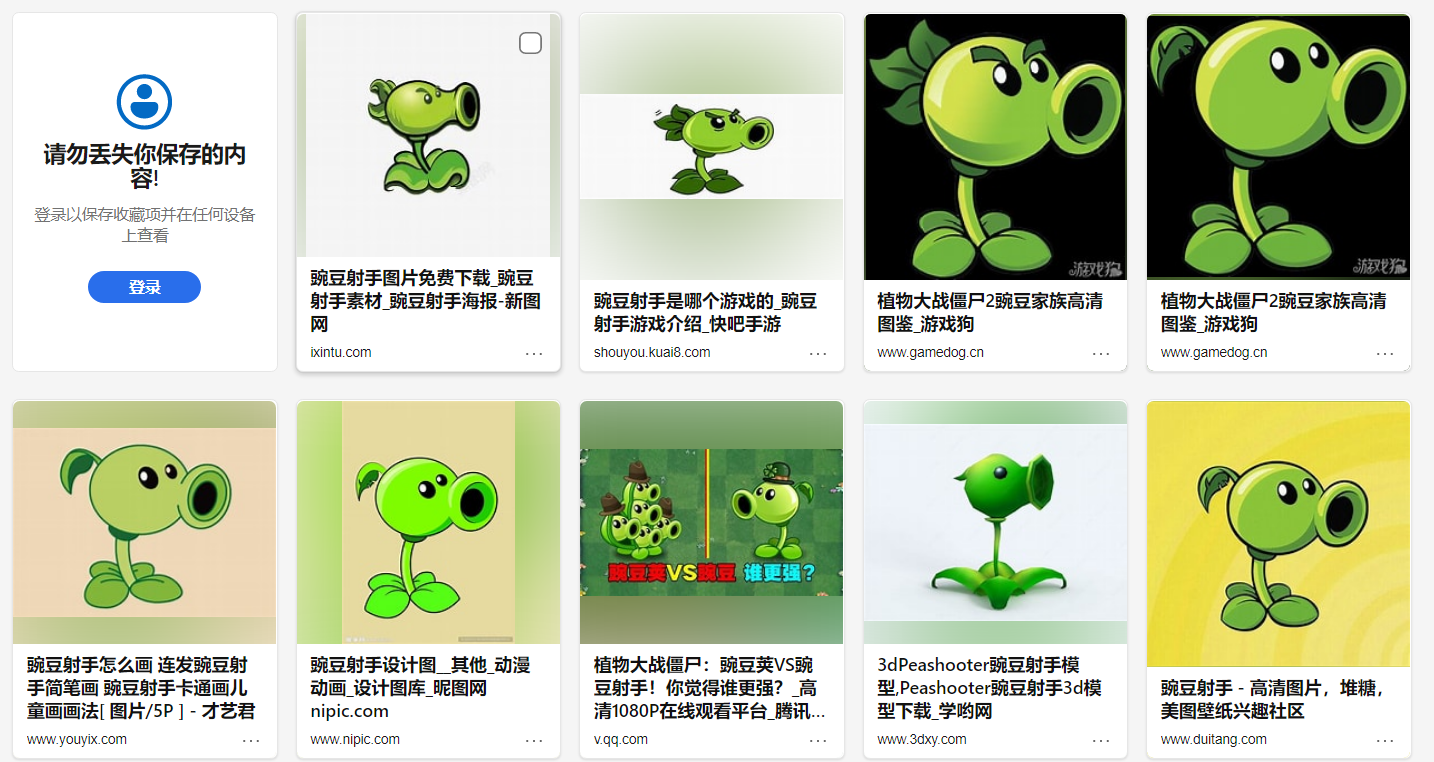 请勿丢失你保存的内
容!
登录以保存收藏项并在任何设备
上查看
登录
豌豆射手图片免费下载_豌豆
射手素材_豌豆射手海报-新图
网
ixintu.com
豌豆射手是哪个游戏的_豌豆
射手游戏介绍_快吧手游
shouyou.kuai8.com
游戏狗
植物大战僵尸2豌豆家族高清
图鉴_游戏狗
www.gamedog.cn
游戏狗
植物大战僵尸2豌豆家族高清
图鉴_游戏狗
www.gamedog.cn
豌豆射手怎么画 连发豌豆射
手简笔画 豌豆射手卡通画儿
童画画法[ 图片/5P ] - 才艺君
www.youyix.com
豌豆射手设计图__其他_动漫
动画_设计图库_昵图网
nipic.com
www.nipic.com
豌豆荚VS豌豆 谁更强?
植物大战僵尸：豌豆荚VS豌
豆射手！你觉得谁更强？_高
清1080P在线观看平台_腾讯...
v.qq.com
3dPeashooter豌豆射手模
型,Peashooter豌豆射手3d模
型下载_学哟网
www.3dxy.com
豌豆射手 - 高清图片，堆糖，
美图壁纸兴趣社区
www.duitang.com